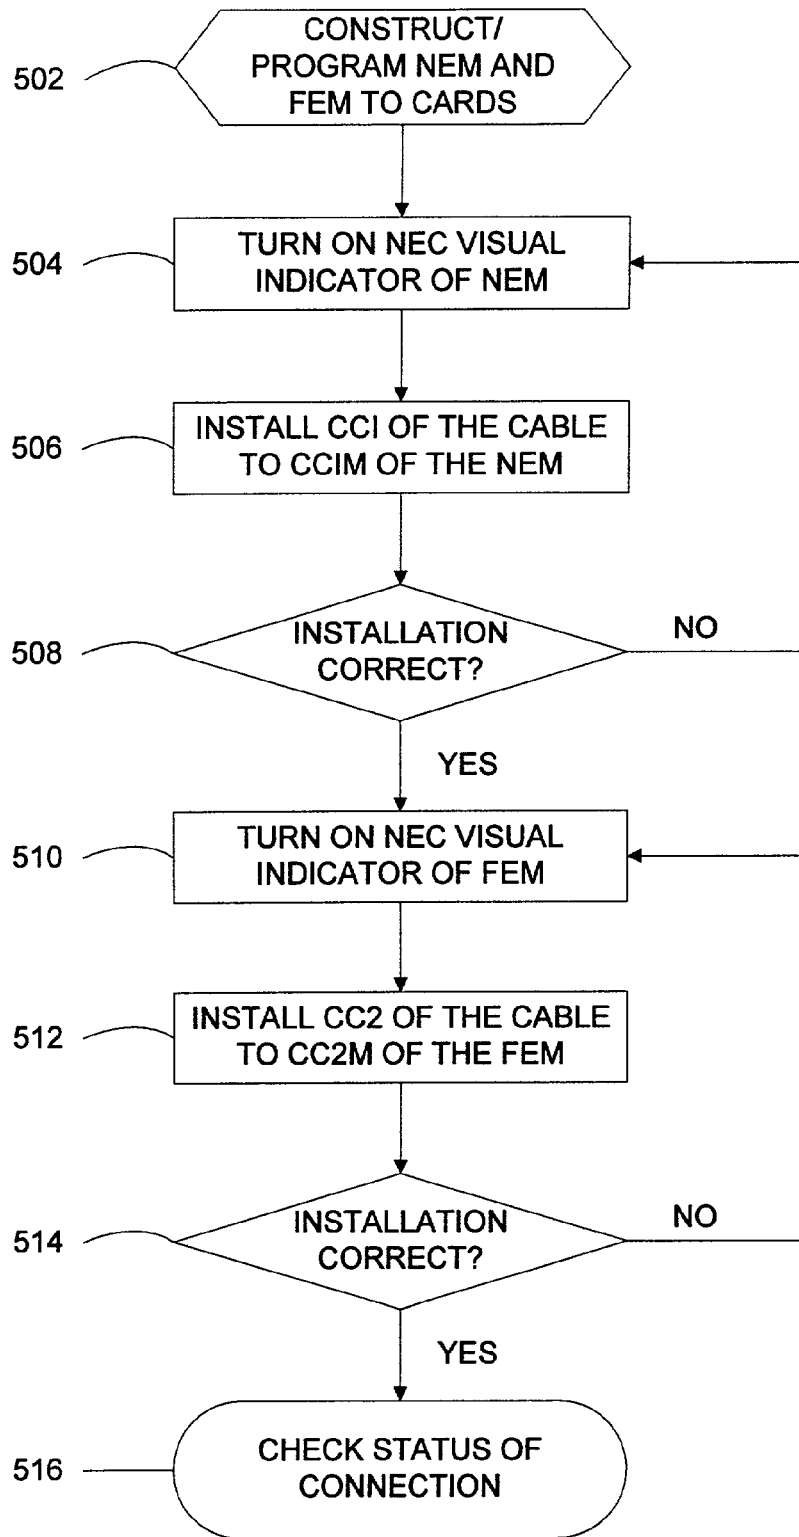 502
CONSTRUCT/
PROGRAM NEM AND
FEM TO CARDS
504
TURN ON NEC VISUAL
INDICATOR OF NEM
506
INSTALL CCI OF THE CABLE
TO CCIM OF THE NEM
508
INSTALLATION
CORRECT?
NO
YES
510
TURN ON NEC VISUAL
INDICATOR OF FEM
512
INSTALL CC2 OF THE CABLE
TO CC2M OF THE FEM
514
INSTALLATION
CORRECT?
NO
YES
516
CHECK STATUS OF
CONNECTION